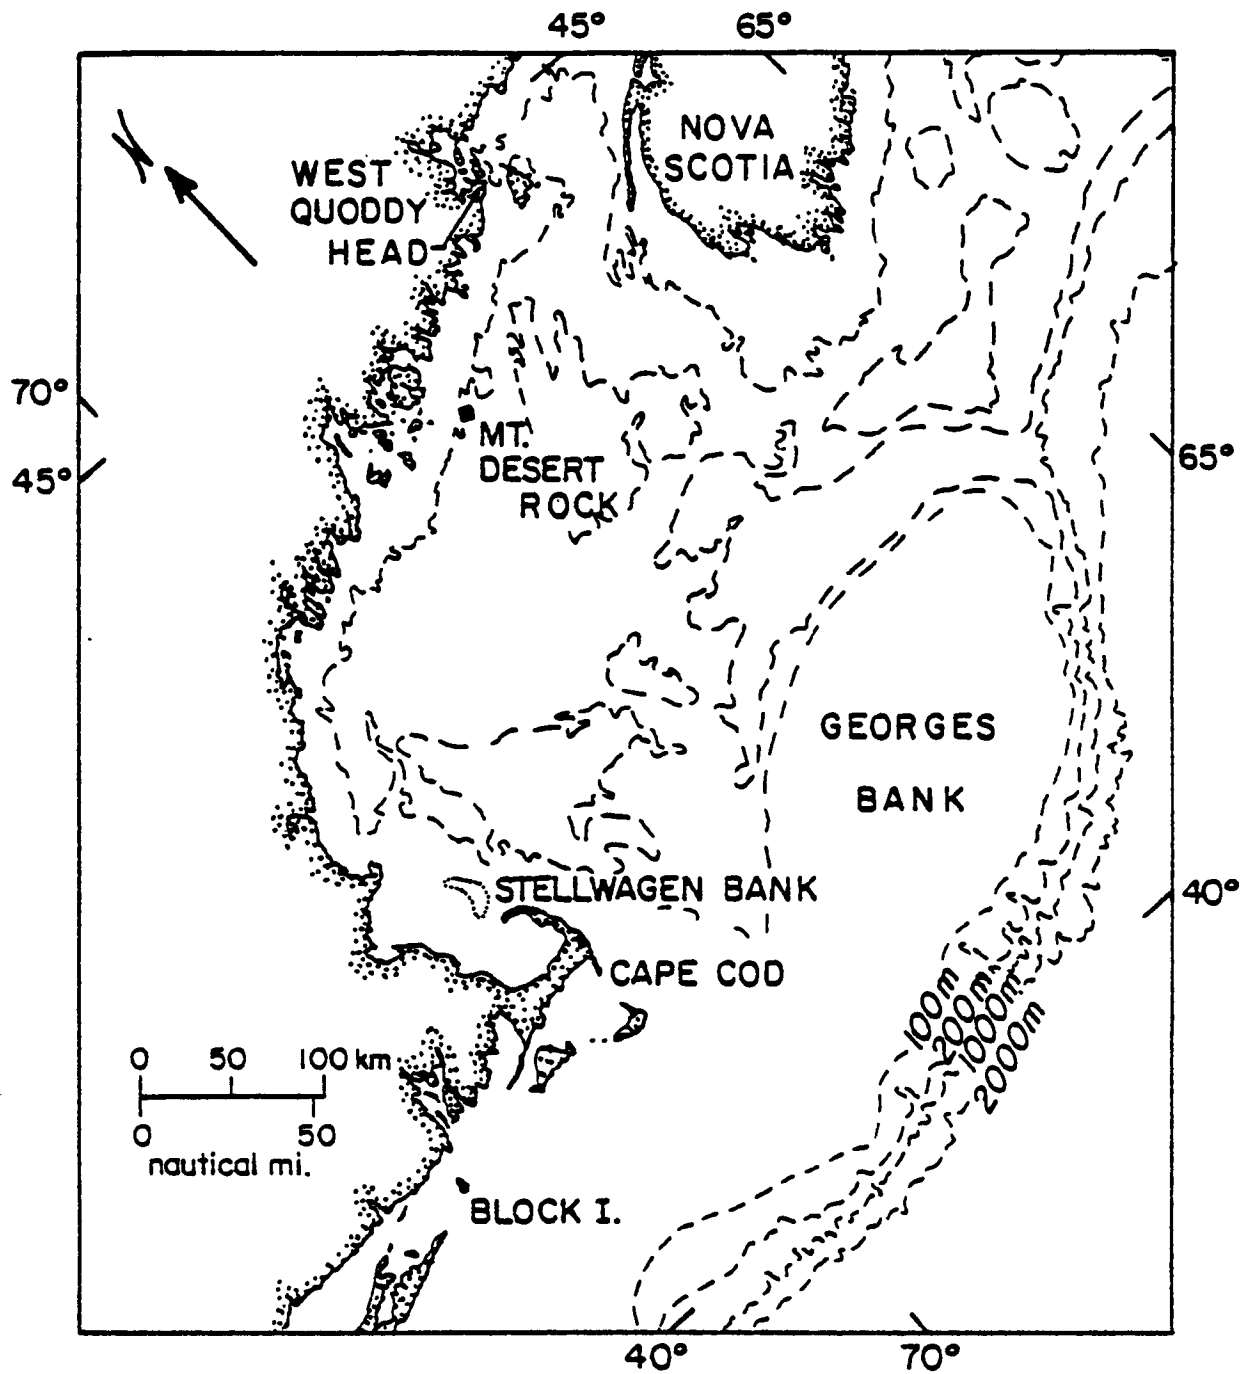 45° 65°
NOVA
SCOTIA
WEST
QUODDY
HEAD
70°
45°
MT.
DESERT
ROCK
65°
GEORGES
BANK
STELLWAGEN BANK
40°
CAPE COD
100m
200m
1000m
2000m
0 50 100 km
0 50
nautical mi.
BLOCK I.
40° 70°